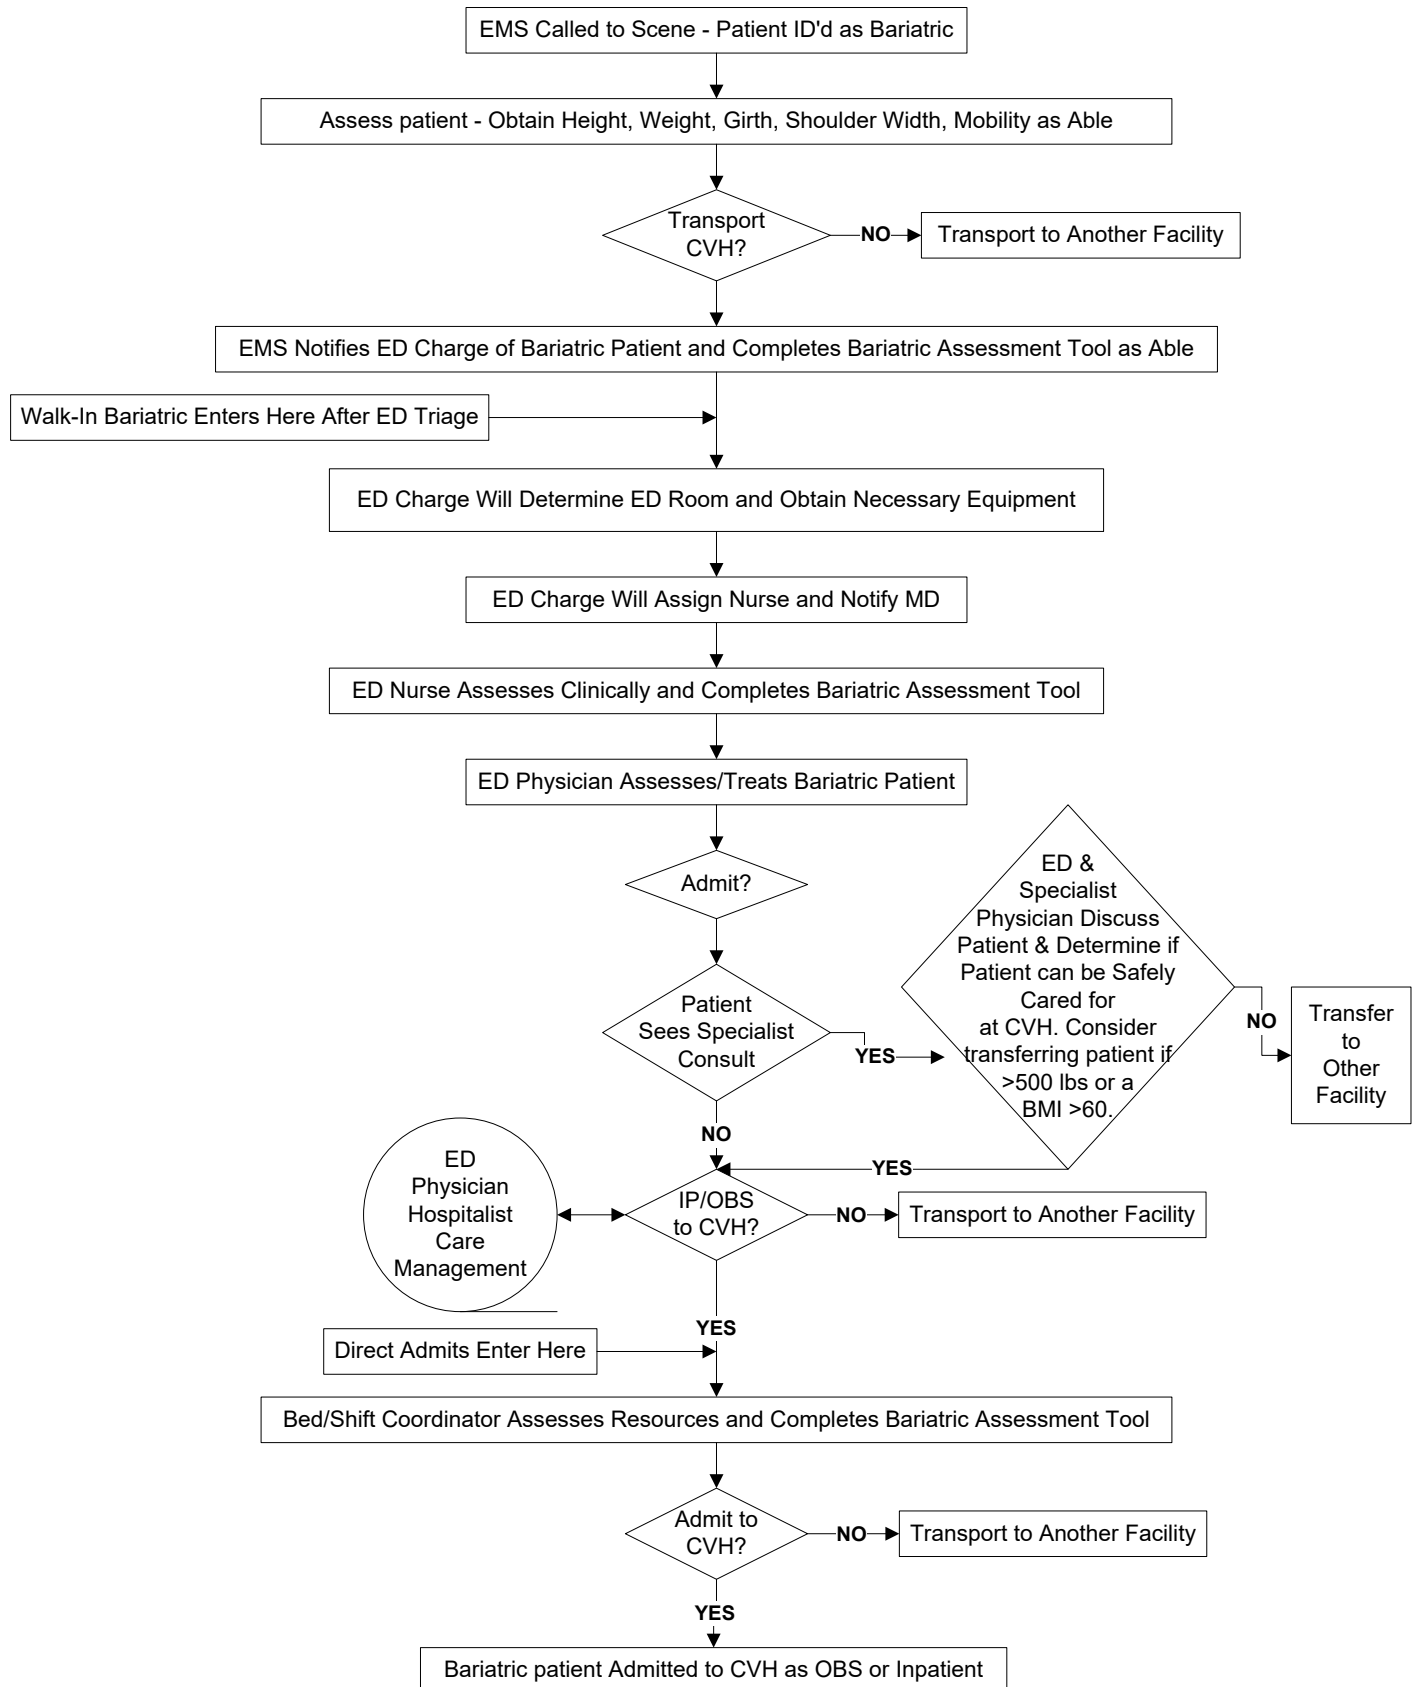 EMS Called to Scene - Patient ID'd as Bariatric
Assess patient - Obtain Height, Weight, Girth, Shoulder Width, Mobility as Able
Transport
CVH?
NO
Transport to Another Facility
EMS Notifies ED Charge of Bariatric Patient and Completes Bariatric Assessment Tool as Able
Walk-In Bariatric Enters Here After ED Triage
ED Charge Will Determine ED Room and Obtain Necessary Equipment
ED Charge Will Assign Nurse and Notify MD
ED Nurse Assesses Clinically and Completes Bariatric Assessment Tool
ED Physician Assesses/Treats Bariatric Patient
Admit?
Patient
Sees Specialist
Consult
YES
ED &
Specialist
Physician Discuss
Patient & Determine if
Patient can be Safely
Cared for
at CVH. Consider
transferring patient if
>500 lbs or a
BMI >60.
NO
Transfer
to
Other
Facility
NO
YES
ED
Physician
Hospitalist
Care
Management
IP/OBS
to CVH?
NO
Transport to Another Facility
YES
Direct Admits Enter Here
Bed/Shift Coordinator Assesses Resources and Completes Bariatric Assessment Tool
Admit to
CVH?
NO
Transport to Another Facility
YES
Bariatric patient Admitted to CVH as OBS or Inpatient